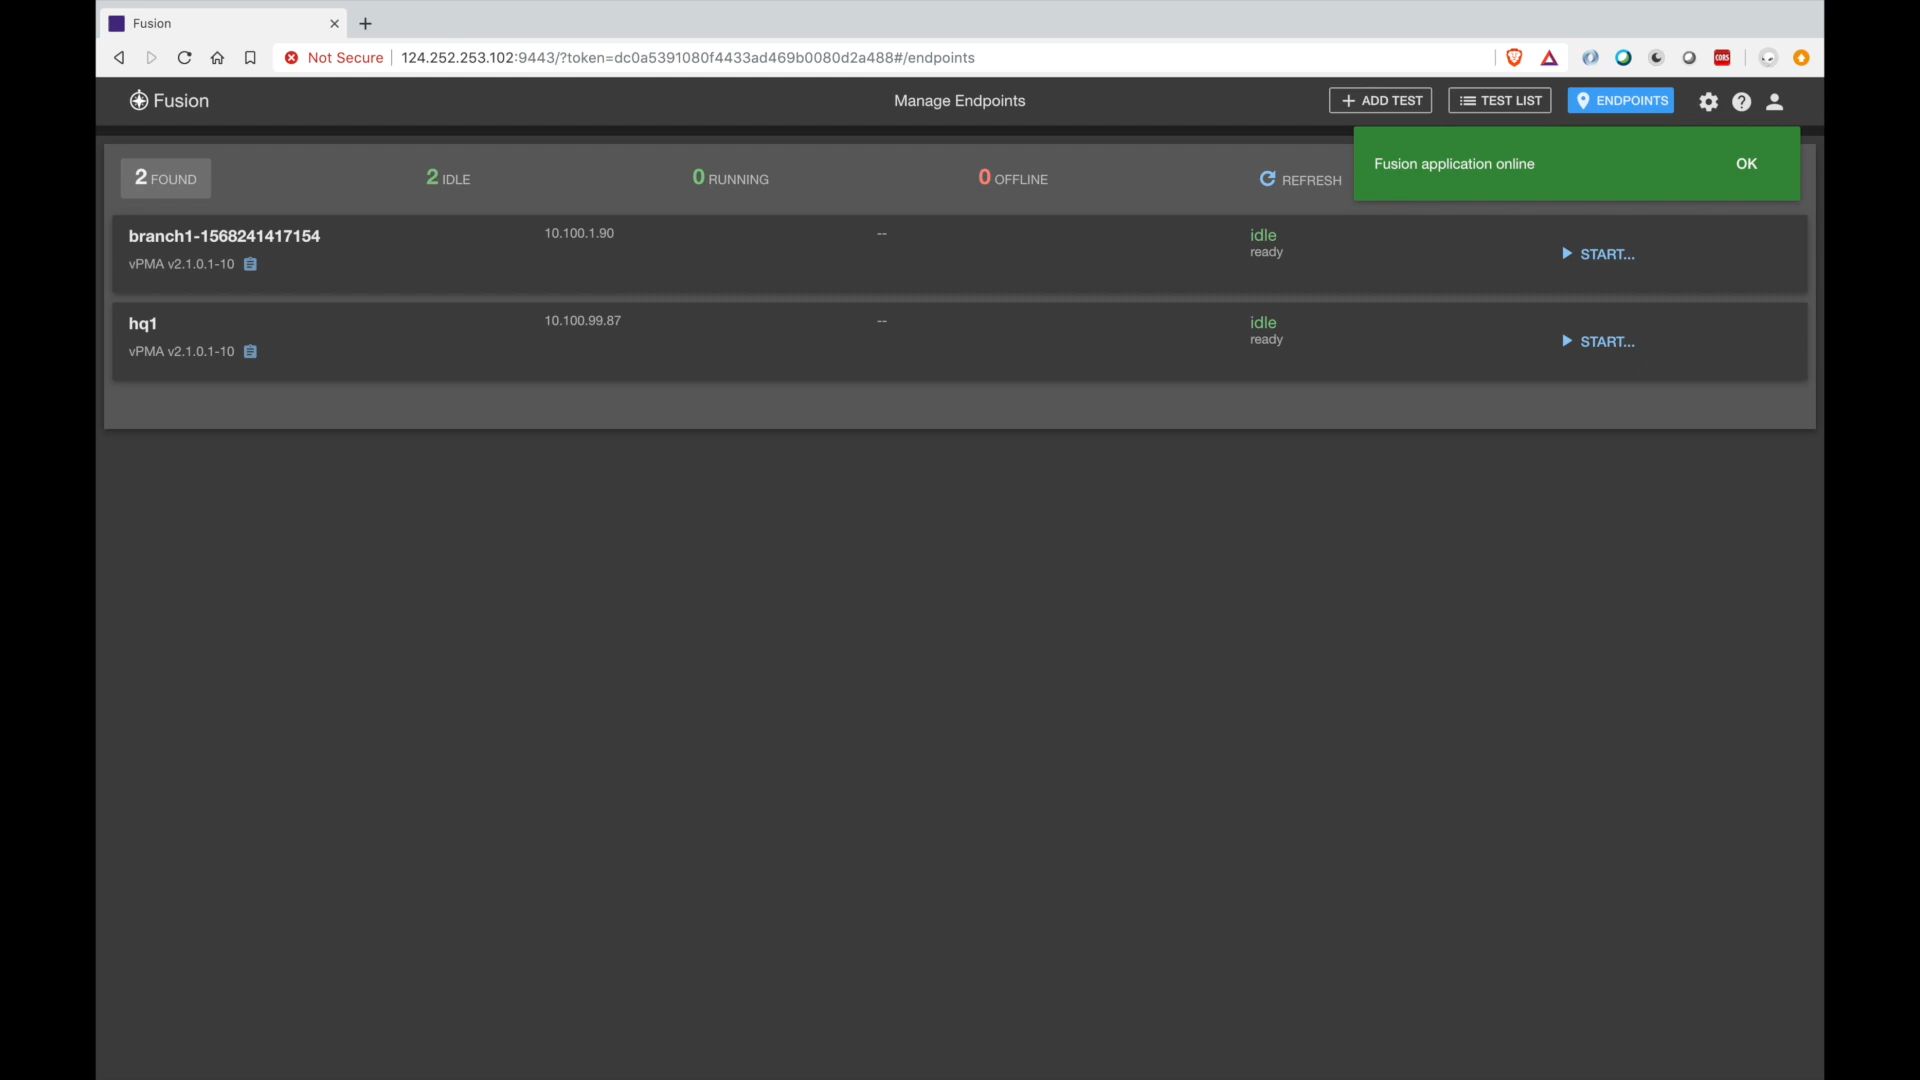 Fusion
Not Secure 124.252.253.102:9443/?token=dc0a5391080f4433ad469b0080d2a488#/endpoints
CORS
Fusion
Manage Endpoints
ADD TEST
TEST LIST
ENDPOINTS
Fusion application online
OK
2 FOUND
2 IDLE
0 RUNNING
0 OFFLINE
REFRESH
branch1-1568241417154
10.100.1.90
--
idle
ready
START...
vPMA v2.1.0.1-10
hq1
10.100.99.87
--
idle
ready
START...
vPMA v2.1.0.1-10